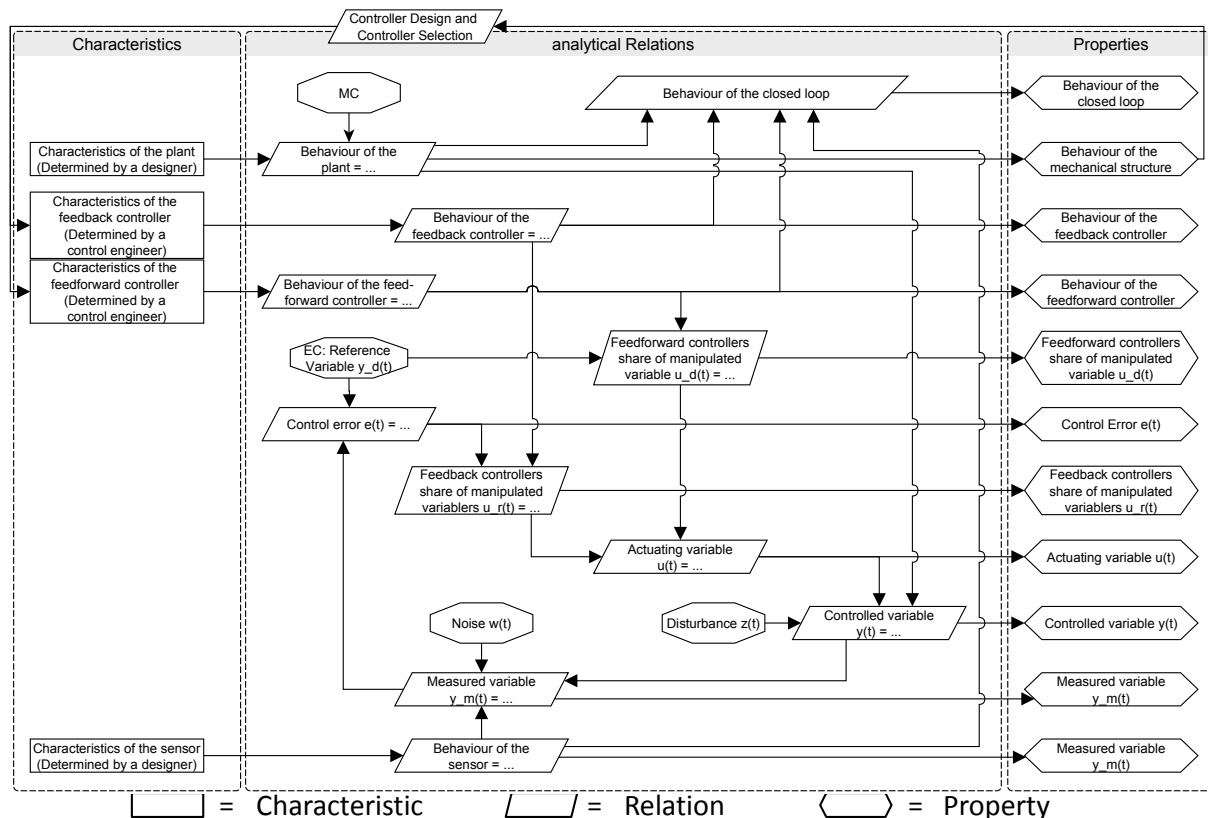 Controller Design and
Controller Selection
Characteristics
analytical Relations
Properties
MC
Behaviour of the closed loop
Behaviour of the
closed loop
Characteristics of the plant
(Determined by a designer)
Behaviour of the
plant = ...
Behaviour of the
mechanical structure
Characteristics of the
feedback controller
(Determined by a
control engineer)
Behaviour of the
feedback controller = ...
Behaviour of the
feedback controller
Characteristics of the
feedforward controller
(Determined by a
control engineer)
Behaviour of the feed-
forward controller = ...
Behaviour of the
feedforward controller
EC: Reference
Variable y_d(t)
Feedforward controllers
share of manipulated
variable u_d(t) = ...
Feedforward controllers
share of manipulated
variable u_d(t)
Control error e(t) = ...
Control Error e(t)
Feedback controllers
share of manipulated
variablers u_r(t) = ...
Feedback controllers
share of manipulated
variablers u_r(t)
Actuating variable
u(t) = ...
Actuating variable u(t)
Noise w(t)
Disturbance z(t)
Controlled variable
y(t) = ...
Controlled variable y(t)
Measured variable
y_m(t) = ...
Measured variable
y_m(t)
Characteristics of the sensor
(Determined by a designer)
Behaviour of the
sensor = ...
Measured variable
y_m(t)
= Characteristic
= Relation
= Property